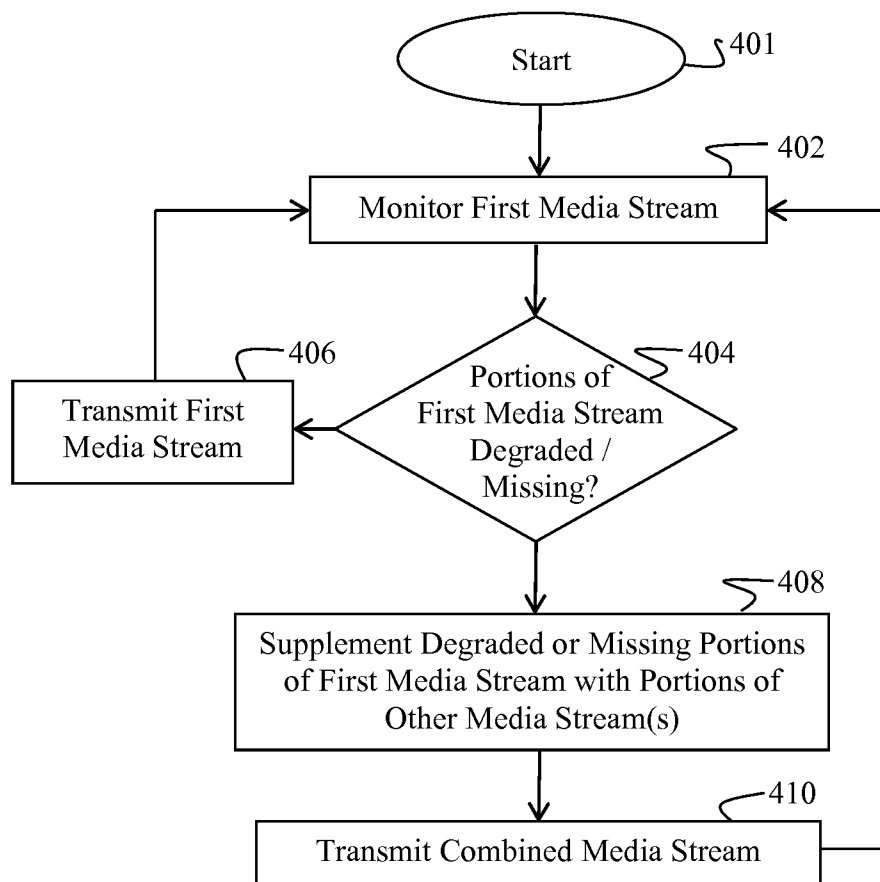 Start
401
402
Monitor First Media Stream
404
Portions of
First Media Stream
Degraded /
Missing?
406
Transmit First
Media Stream
408
Supplement Degraded or Missing Portions
of First Media Stream with Portions of
Other Media Stream(s)
410
Transmit Combined Media Stream